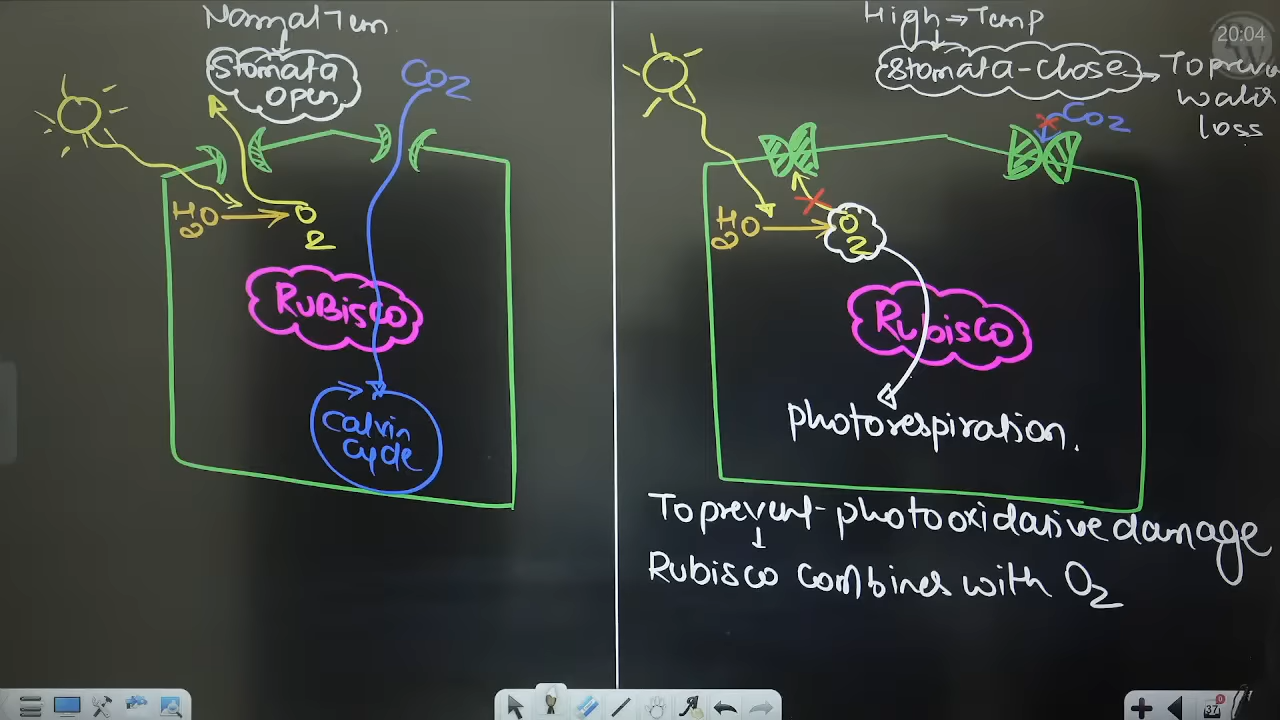 Normal Tem.
Stomata
open
CO2
H2O
O2
RUBISCO
Calvin
cycle
High → Temp
Stomata-close → To preve
water
loss
CO2
H2O
O2
Rubisco
photorespiration.
To prevent-photooxidative damage
Rubisco combines with O2
20:04
37